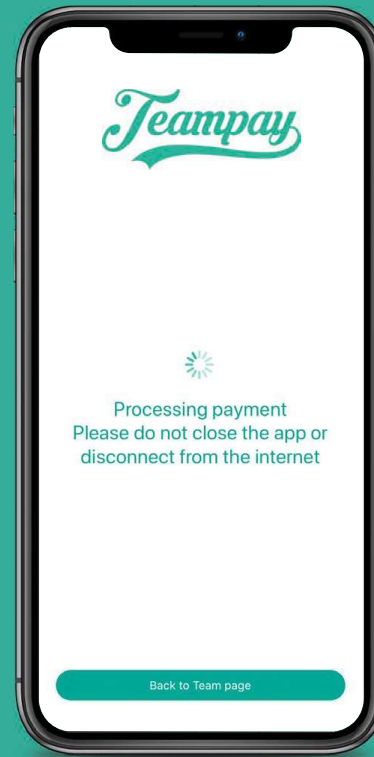 Teampay
Processing payment
Please do not close the app or
disconnect from the internet
Back to Team page